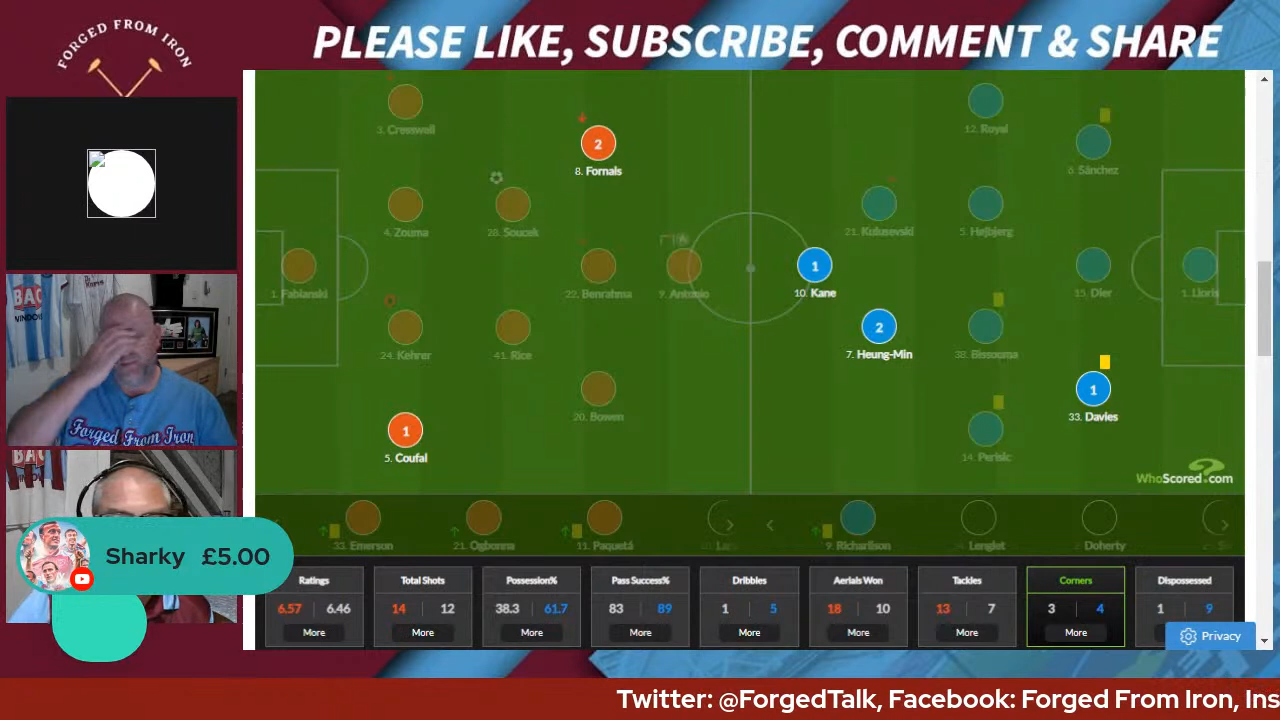 FORGED FROM IRON
PLEASE LIKE, SUBSCRIBE, COMMENT & SHARE
3. Cresswell
8. Fornals
2
12. Royal
6. Sánchez
4. Zouma
28. Soucek
21. Kulusevski
5. Højbjerg
1. Fabianski
22. Benrahma
9. Antonio
1
10. Kane
15. Dier
1. Lloris
24. Kehrer
41. Rice
2
7. Heung-Min
38. Bissouma
20. Bowen
1
33. Davies
1
5. Coufal
14. Perisic
WhoScored.com
33. Emerson
21. Ogbonna
11. Paquetá
9. Richarlison
Lenglet
Doherty
Ratings
6.57 6.46
More
Total Shots
14 12
More
Possession%
38.3 61.7
More
Pass Success%
83 89
More
Dribbles
1 5
More
Aerials Won
18 10
More
Tackles
13 7
More
Corners
3 4
More
Dispossessed
1 9
Privacy
BAC
WINDOW
Forged From Iron
BAC
Sharky £5.00
Twitter: @ForgedTalk, Facebook: Forged From Iron, Ins